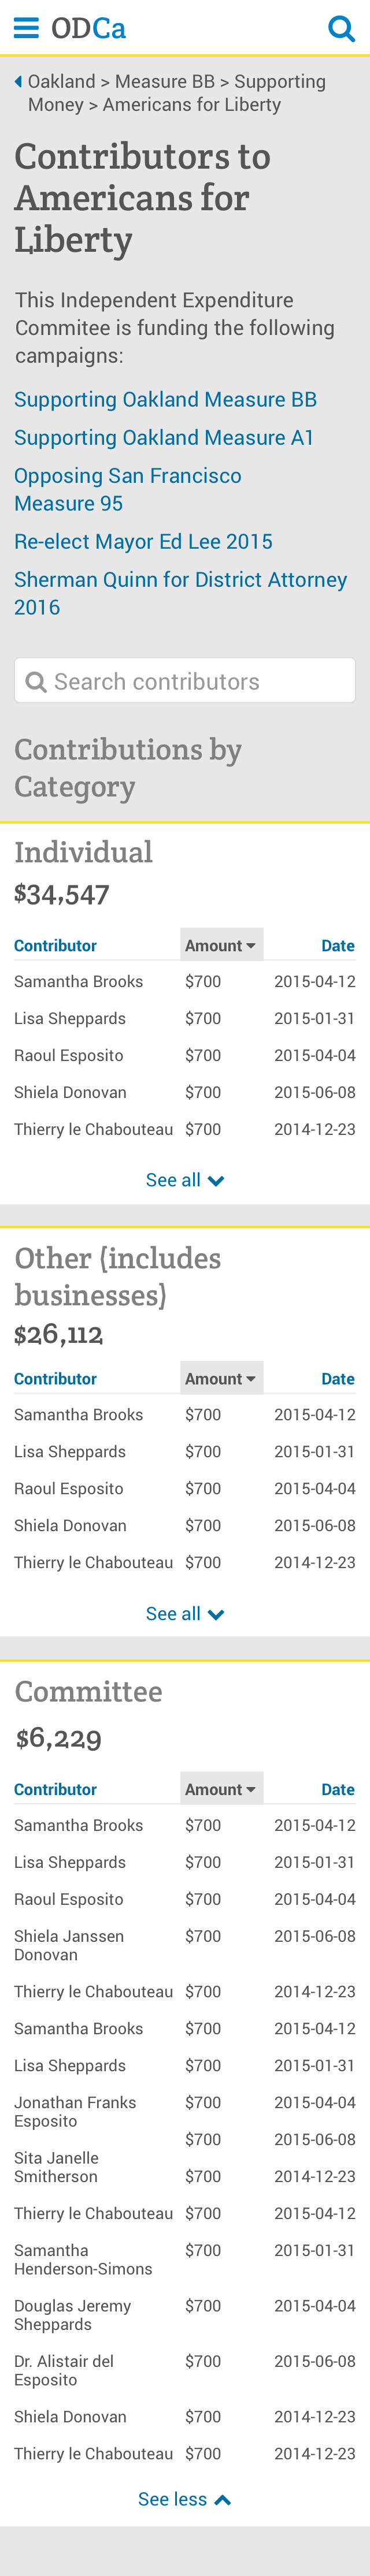 ODCa
Oakland > Measure BB > Supporting
Money > Americans for Liberty
Contributors to
Americans for
Liberty
This Independent Expenditure
Commitee is funding the following
campaigns:
Supporting Oakland Measure BB
Supporting Oakland Measure A1
Opposing San Francisco
Measure 95
Re-elect Mayor Ed Lee 2015
Sherman Quinn for District Attorney
2016
Search contributors
Contributions by
Category
Individual
$34,547
Contributor Amount Date
Samantha Brooks $700 2015-04-12
Lisa Sheppards $700 2015-01-31
Raoul Esposito $700 2015-04-04
Shiela Donovan $700 2015-06-08
Thierry le Chabouteau $700 2014-12-23
See all
Other (includes
businesses)
$26,112
Contributor Amount Date
Samantha Brooks $700 2015-04-12
Lisa Sheppards $700 2015-01-31
Raoul Esposito $700 2015-04-04
Shiela Donovan $700 2015-06-08
Thierry le Chabouteau $700 2014-12-23
See all
Committee
$6,229
Contributor Amount Date
Samantha Brooks $700 2015-04-12
Lisa Sheppards $700 2015-01-31
Raoul Esposito $700 2015-04-04
Shiela Janssen $700 2015-06-08
Donovan
Thierry le Chabouteau $700 2014-12-23
Samantha Brooks $700 2015-04-12
Lisa Sheppards $700 2015-01-31
Jonathan Franks $700 2015-04-04
Esposito
$700 2015-06-08
Sita Janelle
Smitherson $700 2014-12-23
Thierry le Chabouteau $700 2015-04-12
Samantha $700 2015-01-31
Henderson-Simons
Douglas Jeremy $700 2015-04-04
Sheppards
Dr. Alistair del $700 2015-06-08
Esposito
Shiela Donovan $700 2014-12-23
Thierry le Chabouteau $700 2014-12-23
See less